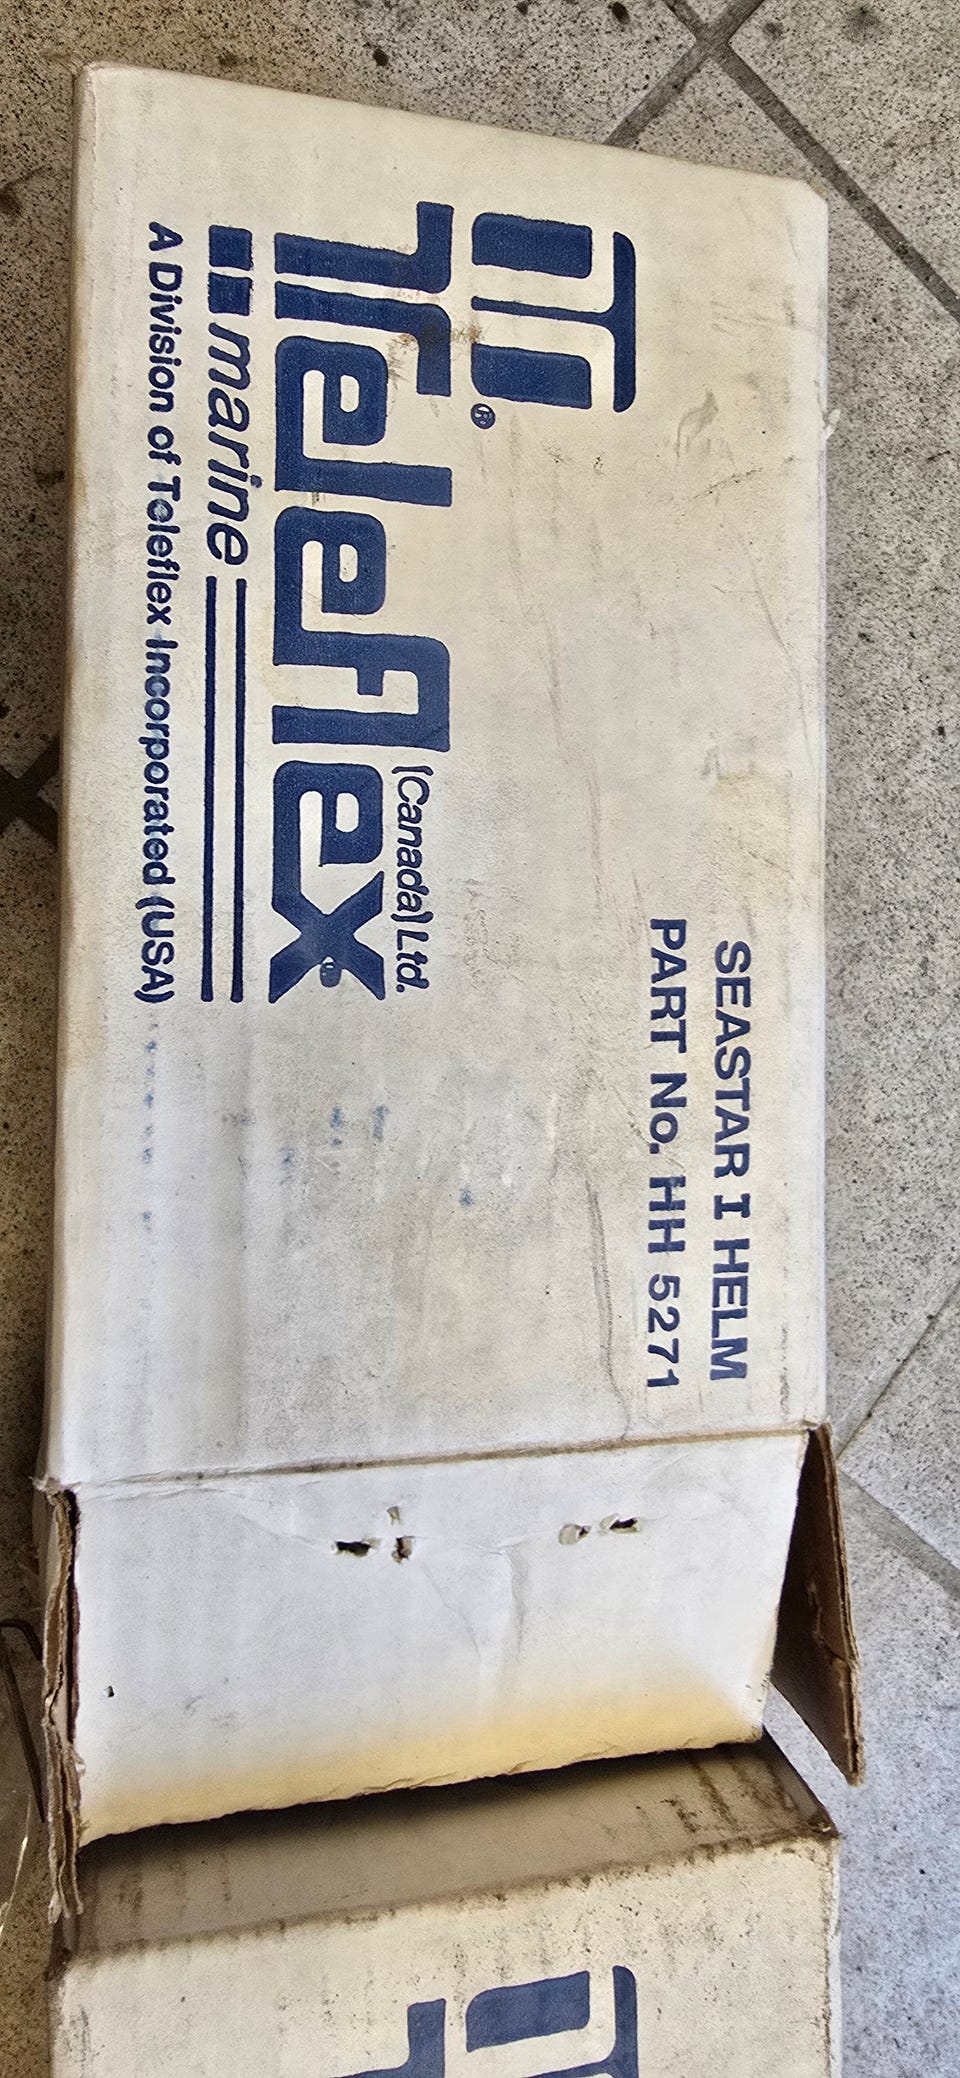 SEASTAR I HELM
PART No. HH 5271
®
(Canada) Ltd.
Teleflex®
marine
A Division of Teleflex Incorporated (USA)